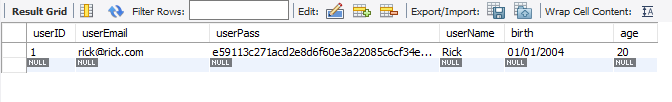 Result Grid Filter Rows: Edit: Export/Import: Wrap Cell Content: IA
userID userEmail userPass userName birth age
1 rick@rick.com e59113c271acd2e8d6f60e3a22085c6cf34e... Rick 01/01/2004 20
NULL NULL NULL NULL NULL NULL